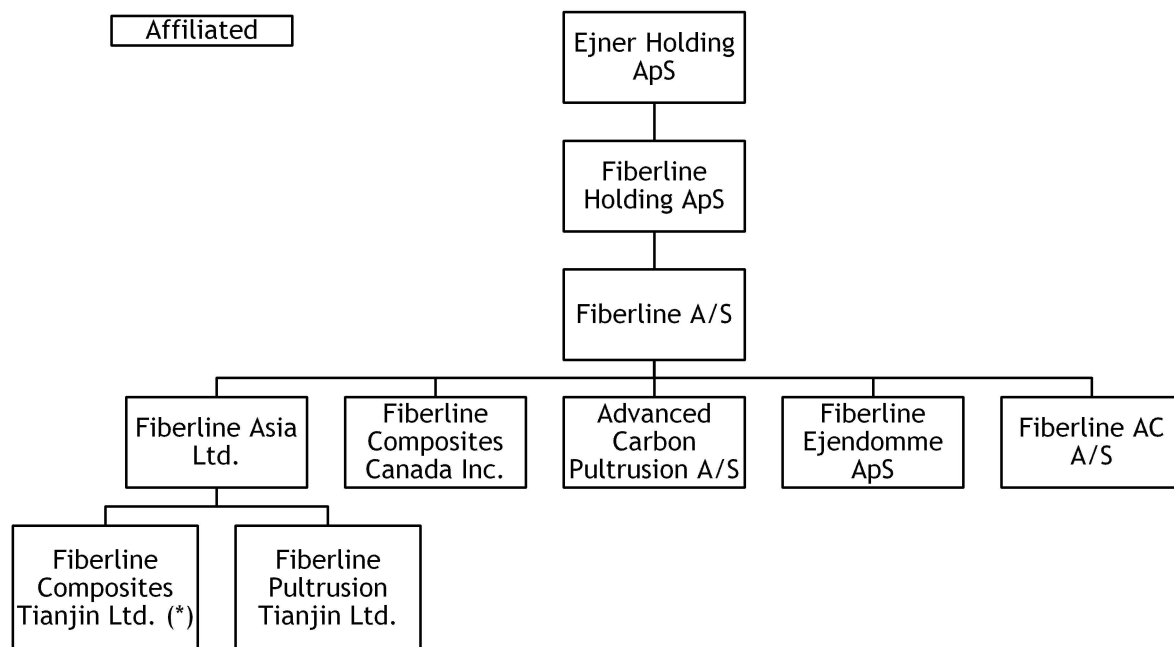 Affiliated
Ejner Holding
ApS
Fiberline
Holding ApS
Fiberline A/S
Fiberline Asia
Ltd.
Fiberline
Composites
Canada Inc.
Advanced
Carbon
Pultrusion A/S
Fiberline
Ejendomme
ApS
Fiberline AC
A/S
Fiberline
Composites
Tianjin Ltd. (*)
Fiberline
Pultrusion
Tianjin Ltd.